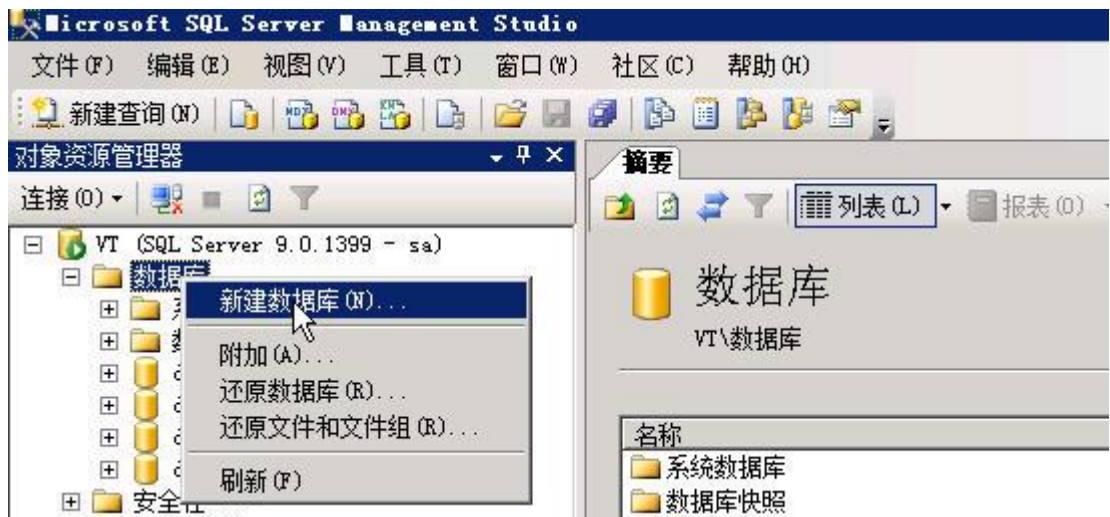 Microsoft SQL Server Management Studio
文件(F) 编辑(E) 视图(V) 工具(T) 窗口(W) 社区(C) 帮助(H)
新建查询(N)
对象资源管理器
摘要
连接(O)
列表(L) 报表(O)
VT (SQL Server 9.0.1399 - sa)
数据库
新建数据库(N)...
附加(A)...
还原数据库(R)...
还原文件和文件组(R)...
刷新(F)
数据库
VT\数据库
名称
系统数据库
数据库快照